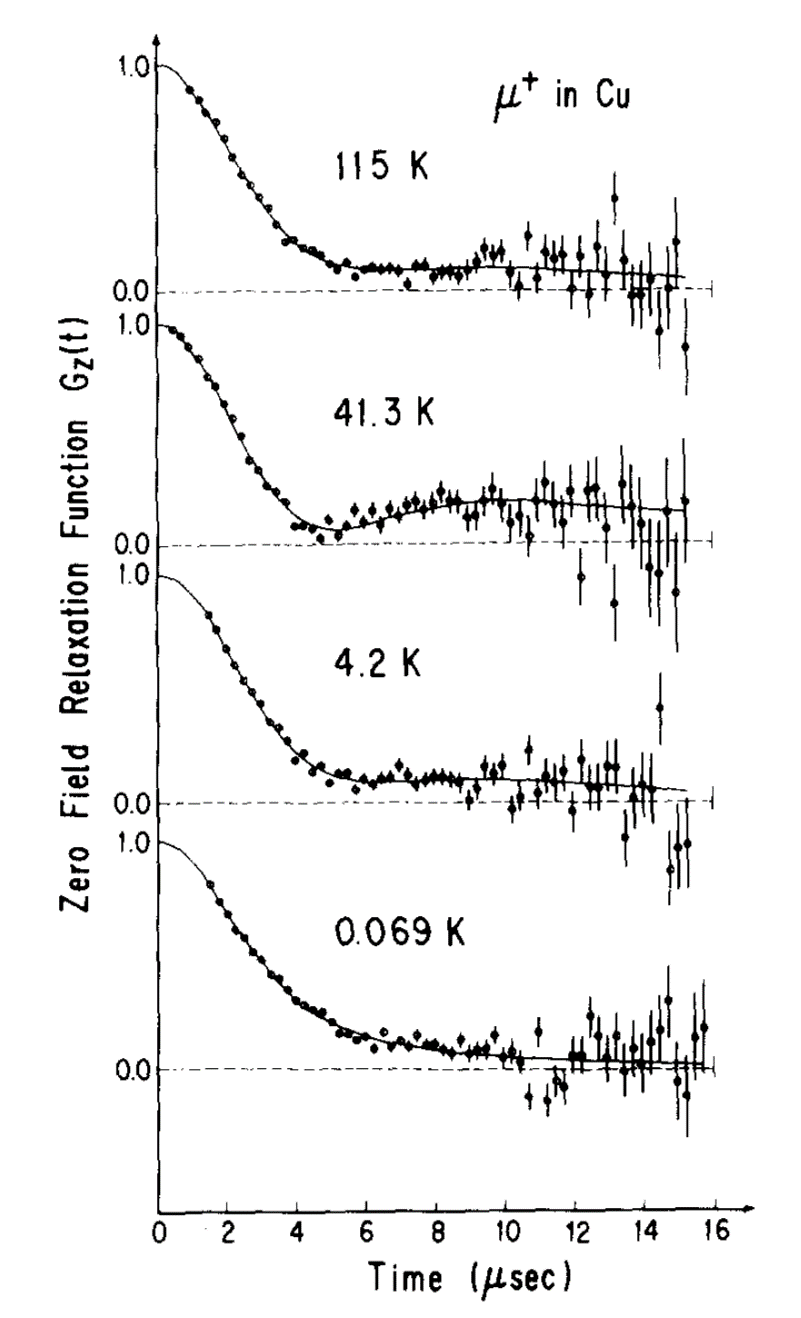 μ⁺ in Cu
1.0
115 K
0.0
1.0
41.3 K
0.0
1.0
4.2 K
0.0
1.0
0.069 K
0.0
Zero Field Relaxation Function Gz(t)
0 2 4 6 8 10 12 14 16
Time (μsec)